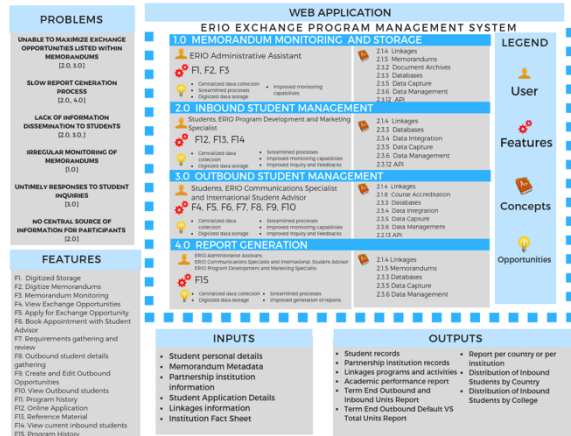 PROBLEMS
UNABLE TO MAXIMIZE EXCHANGE
OPPORTUNITIES LISTED WITHIN
MEMORANDUMS
[2.0, 3.0]
SLOW REPORT GENERATION
PROCESS
[2.0., 4.0]
LACK OF INFORMATION
DISSEMINATION TO STUDENTS
[2.0, 3.0.]
IRREGULAR MONITORING OF
MEMORANDUMS
[1.0]
UNTIMELY RESPONSES TO STUDENT
INQUIRIES
[3.0]
NO CENTRAL SOURCE OF
INFORMATION FOR PARTICIPANTS
[2.0]
FEATURES
F1. Digitized Storage
F2. Digitize Memorandums
F3. Memorandum Monitoring
F4. View Exchange Opportunities
F5. Apply for Exchange Opportunity
F6. Book Appointment with Student
Advisor
F7. Requirements gathering and
review
F8. Outbound student details
gathering
F9. Create and Edit Outbound
Opportunities
F10. View Outbound students
F11. Program history
F12. Online Application
F13. Reference Material
F14. View current inbound students
F15. Program History
WEB APPLICATION
ERIO EXCHANGE PROGRAM MANAGEMENT SYSTEM
1.0 MEMORANDUM MONITORING AND STORAGE
ERIO Administrative Assistant
F1, F2, F3
Centralized data collection
Streamlined processes
Digitized data storage
Improved monitoring
capabilities
2.1.4 Linkages
2.1.5 Memorandums
2.3.2 Document Archives
2.3.3 Databases
2.3.5 Data Capture
2.3.6 Data Management
2.3.12 API
2.0 INBOUND STUDENT MANAGEMENT
Students, ERIO Program Development and Marketing
Specialist
F12, F13, F14
Centralized data
collection
Digitized data storage
Streamlined processes
Improved monitoring capabilities
Improved Inquiry and Feedbacks
2.1.4 Linkages
2.3.3 Databases
2.3.4 Data Integration
2.3.5 Data Capture
2.3.6 Data Management
2.3.12 API
3.0 OUTBOUND STUDENT MANAGEMENT
Students, ERIO Communications Specialist
and International Student Advisor
F4, F5, F6, F7, F8, F9, F10
Centralized data
collection
Digitized data storage
Streamlined processes
Improved monitoring capabilities
Improved Inquiry and Feedbacks
2.1.4 Linkages
2.1.8 Course Accreditation
2.3.3 Databases
2.3.4 Data Integration
2.3.5 Data Capture
2.3.6 Data Management
2.2.13 API
4.0 REPORT GENERATION
ERIO Administrative Assistant
ERIO Communications Specialist and International Student Advisor
ERIO Program Development and Marketing Specialist
F15
Centralized data collection
Digitized data storage
Streamlined processes
improved generation of reports
2.1.4 Linkages
2.1.5 Memorandums
2.3.3 Databases
2.3.5 Data Capture
2.3.6 Data Management
LEGEND
User
Features
Concepts
Opportunities
INPUTS
Student personal details
Memorandum Metadata
Partnership institution
information
Student Application Details
Linkages information
Institution Fact Sheet
OUTPUTS
Student records
Partnership institution records
Linkages programs and activities
Academic performance report
Term End Outbound and
Inbound Units Report
Term End Outbound Default VS
Total Units Report
Report per country or per
institution
Distribution of Inbound
Students by Country
Distribution of Inbound
Students by College